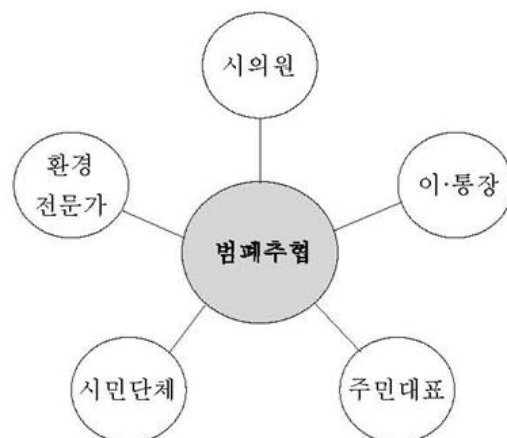 시의원
환경
전문가
이·통장
범폐추협
시민단체
주민대표